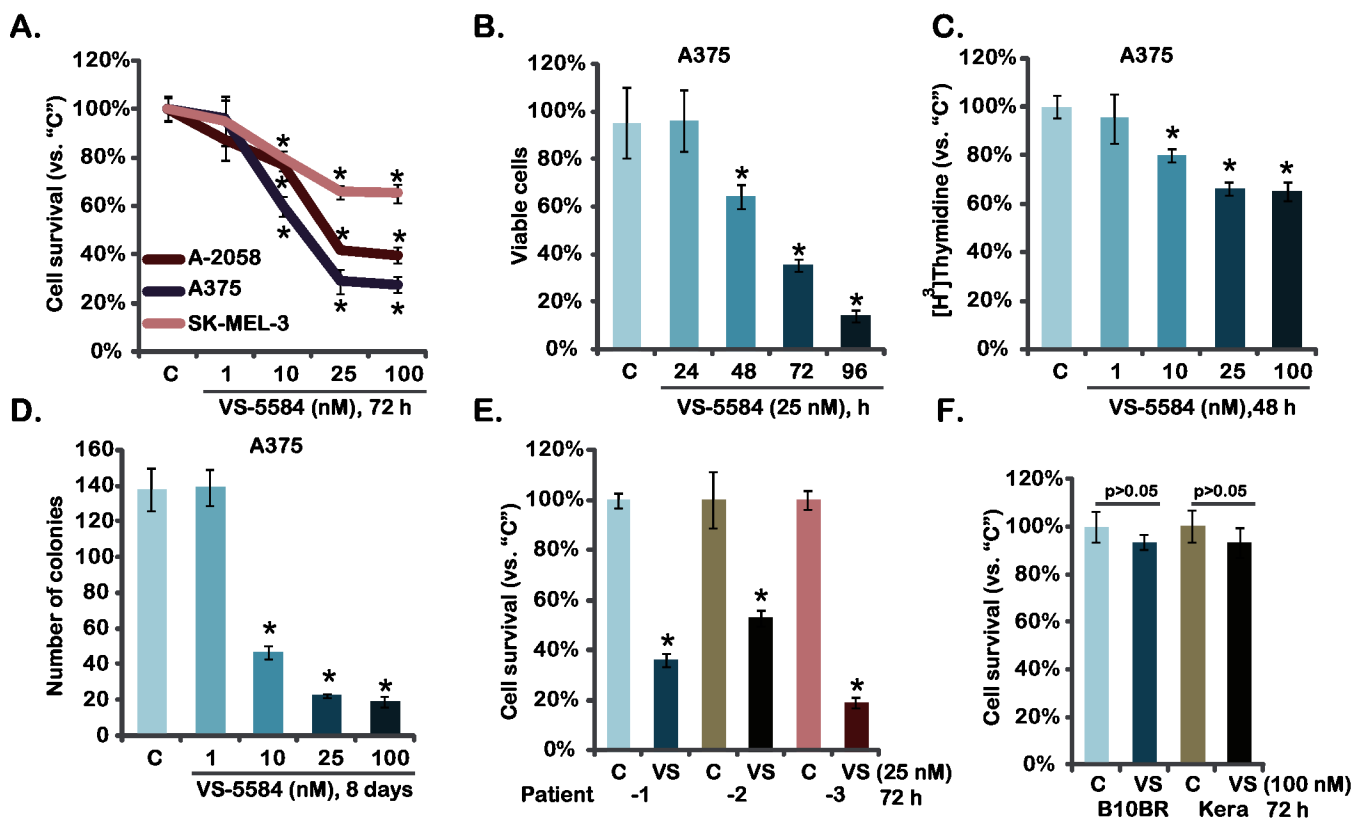 A.
120%
100%
80%
60%
40%
20%
0%
Cell survival (vs. “C”)
* * *
* * *
* * *
A-2058
A375
SK-MEL-3
C 1 10 25 100
VS-5584 (nM), 72 h
B.
A375
120%
100%
80%
60%
40%
20%
0%
Viable cells
* * *
C 24 48 72 96
VS-5584 (25 nM), h
C.
A375
120%
100%
80%
60%
40%
20%
0%
[H³]Thymidine (vs. “C”)
* * *
C 1 10 25 100
VS-5584 (nM),48 h
D.
A375
160
140
120
100
80
60
40
20
0
Number of colonies
* * *
C 1 10 25 100
VS-5584 (nM), 8 days
E.
120%
100%
80%
60%
40%
20%
0%
Cell survival (vs. “C”)
* * *
C VS C VS C VS (25 nM)
Patient -1 -2 -3 72 h
F.
120%
100%
80%
60%
40%
20%
0%
Cell survival (vs. “C”)
p>0.05 p>0.05
C VS C VS (100 nM)
B10BR Kera 72 h